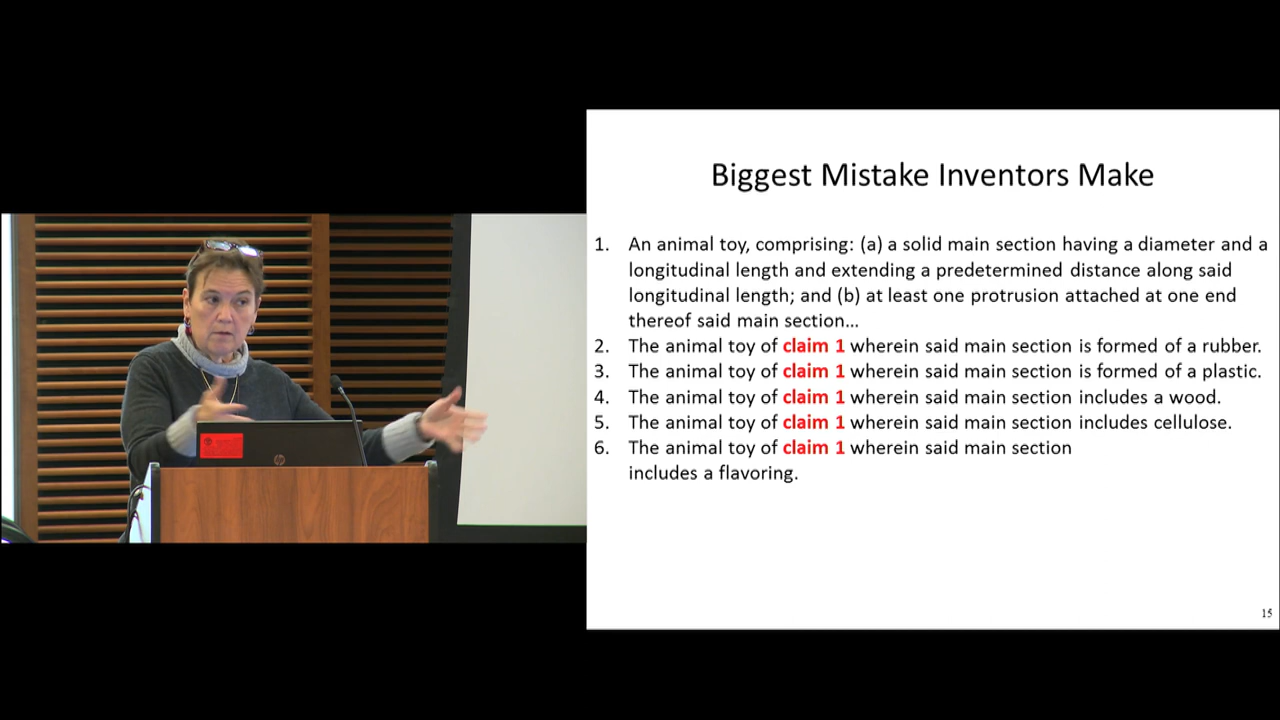 Biggest Mistake Inventors Make
1. An animal toy, comprising: (a) a solid main section having a diameter and a
longitudinal length and extending a predetermined distance along said
longitudinal length; and (b) at least one protrusion attached at one end
thereof said main section...
2. The animal toy of claim 1 wherein said main section is formed of a rubber.
3. The animal toy of claim 1 wherein said main section is formed of a plastic.
4. The animal toy of claim 1 wherein said main section includes a wood.
5. The animal toy of claim 1 wherein said main section includes cellulose.
6. The animal toy of claim 1 wherein said main section
includes a flavoring.
15
hp